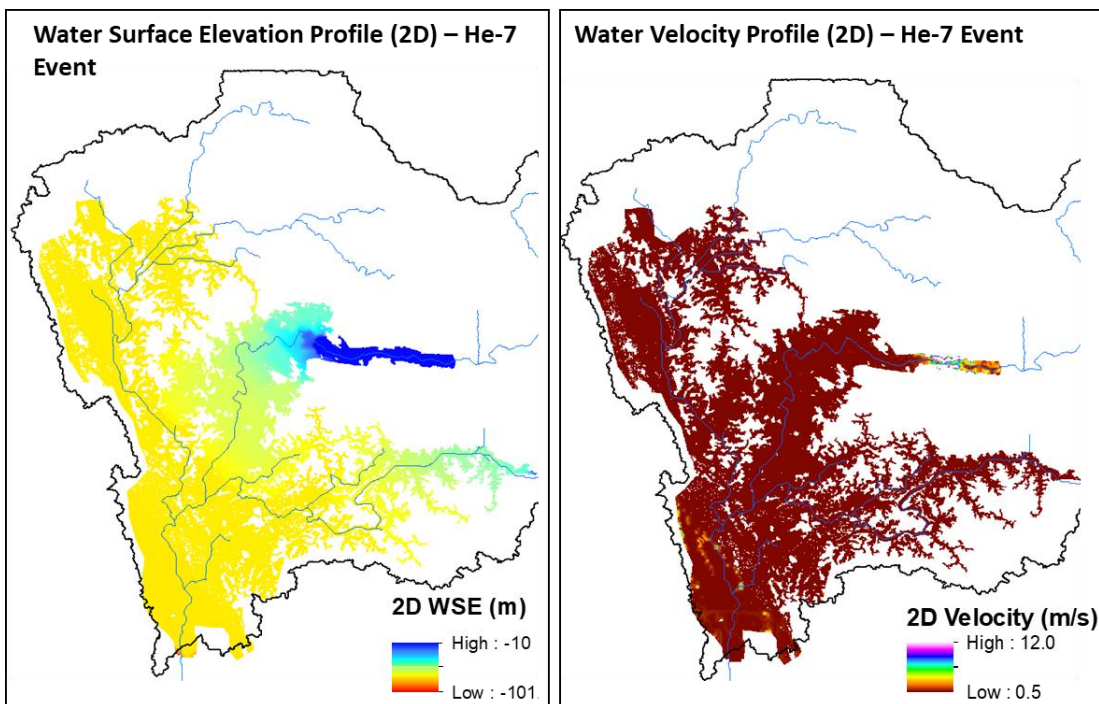 Water Surface Elevation Profile (2D) – He-7
Event
2D WSE (m)
High : -10
Low : -101.
Water Velocity Profile (2D) – He-7 Event
2D Velocity (m/s)
High : 12.0
Low : 0.5